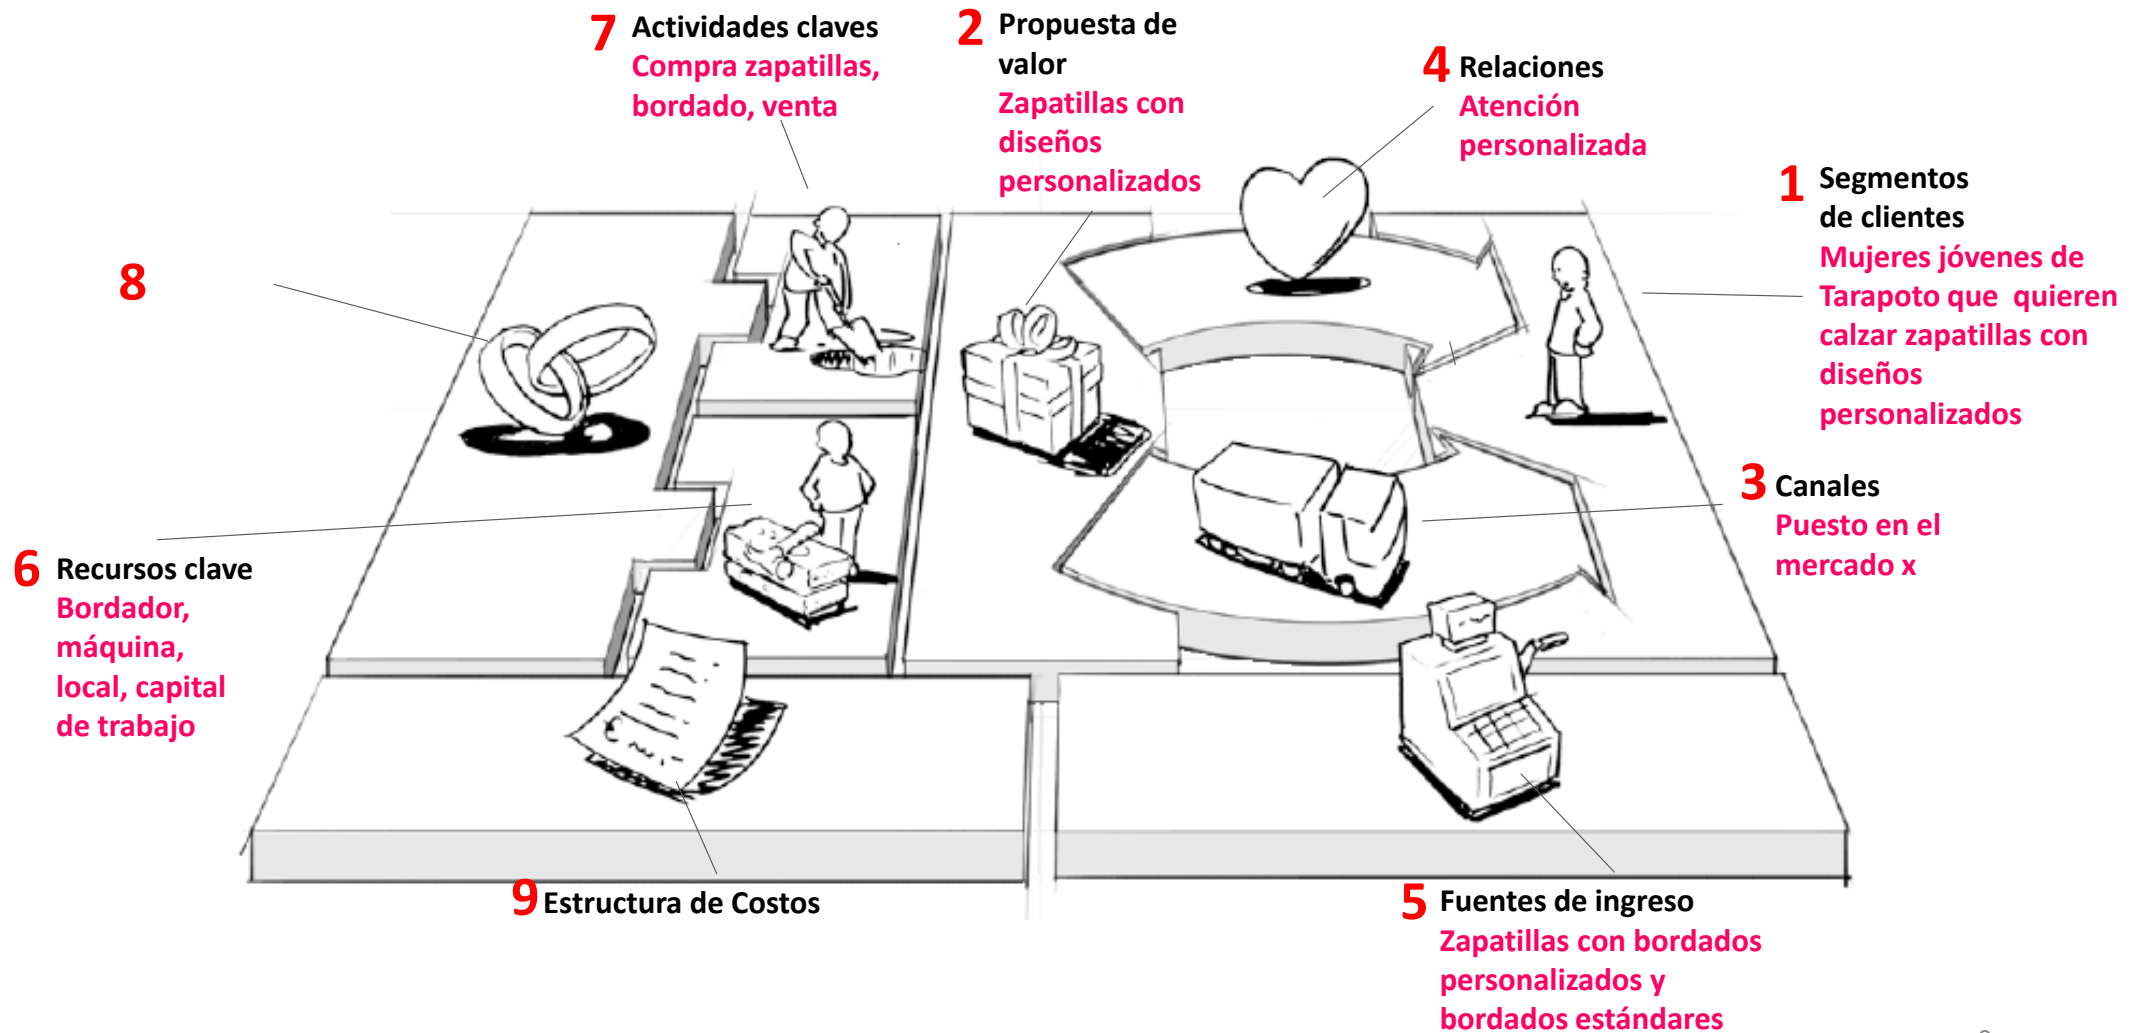 7 Actividades claves
Compra zapatillas,
bordado, venta
2 Propuesta de
valor
Zapatillas con
diseños
personalizados
4 Relaciones
Atención
personalizada
1 Segmentos
de clientes
Mujeres jóvenes de
Tarapoto que quieren
calzar zapatillas con
diseños
personalizados
8
3 Canales
Puesto en el
mercado x
6 Recursos clave
Bordador,
máquina,
local, capital
de trabajo
9 Estructura de Costos
5 Fuentes de ingreso
Zapatillas con bordados
personalizados y
bordados estándares